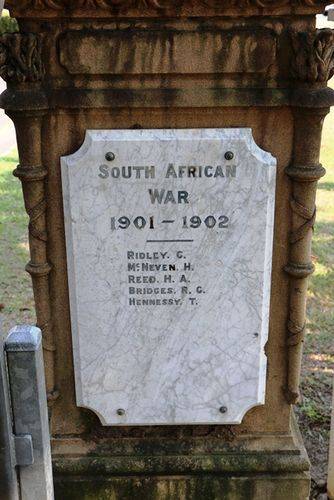 SOUTH AFRICAN
WAR
1901 - 1902
RIDLEY. G.
McNEVEN. H.
REED. H. A.
BRIDGES. R. G.
HENNESSY. T.